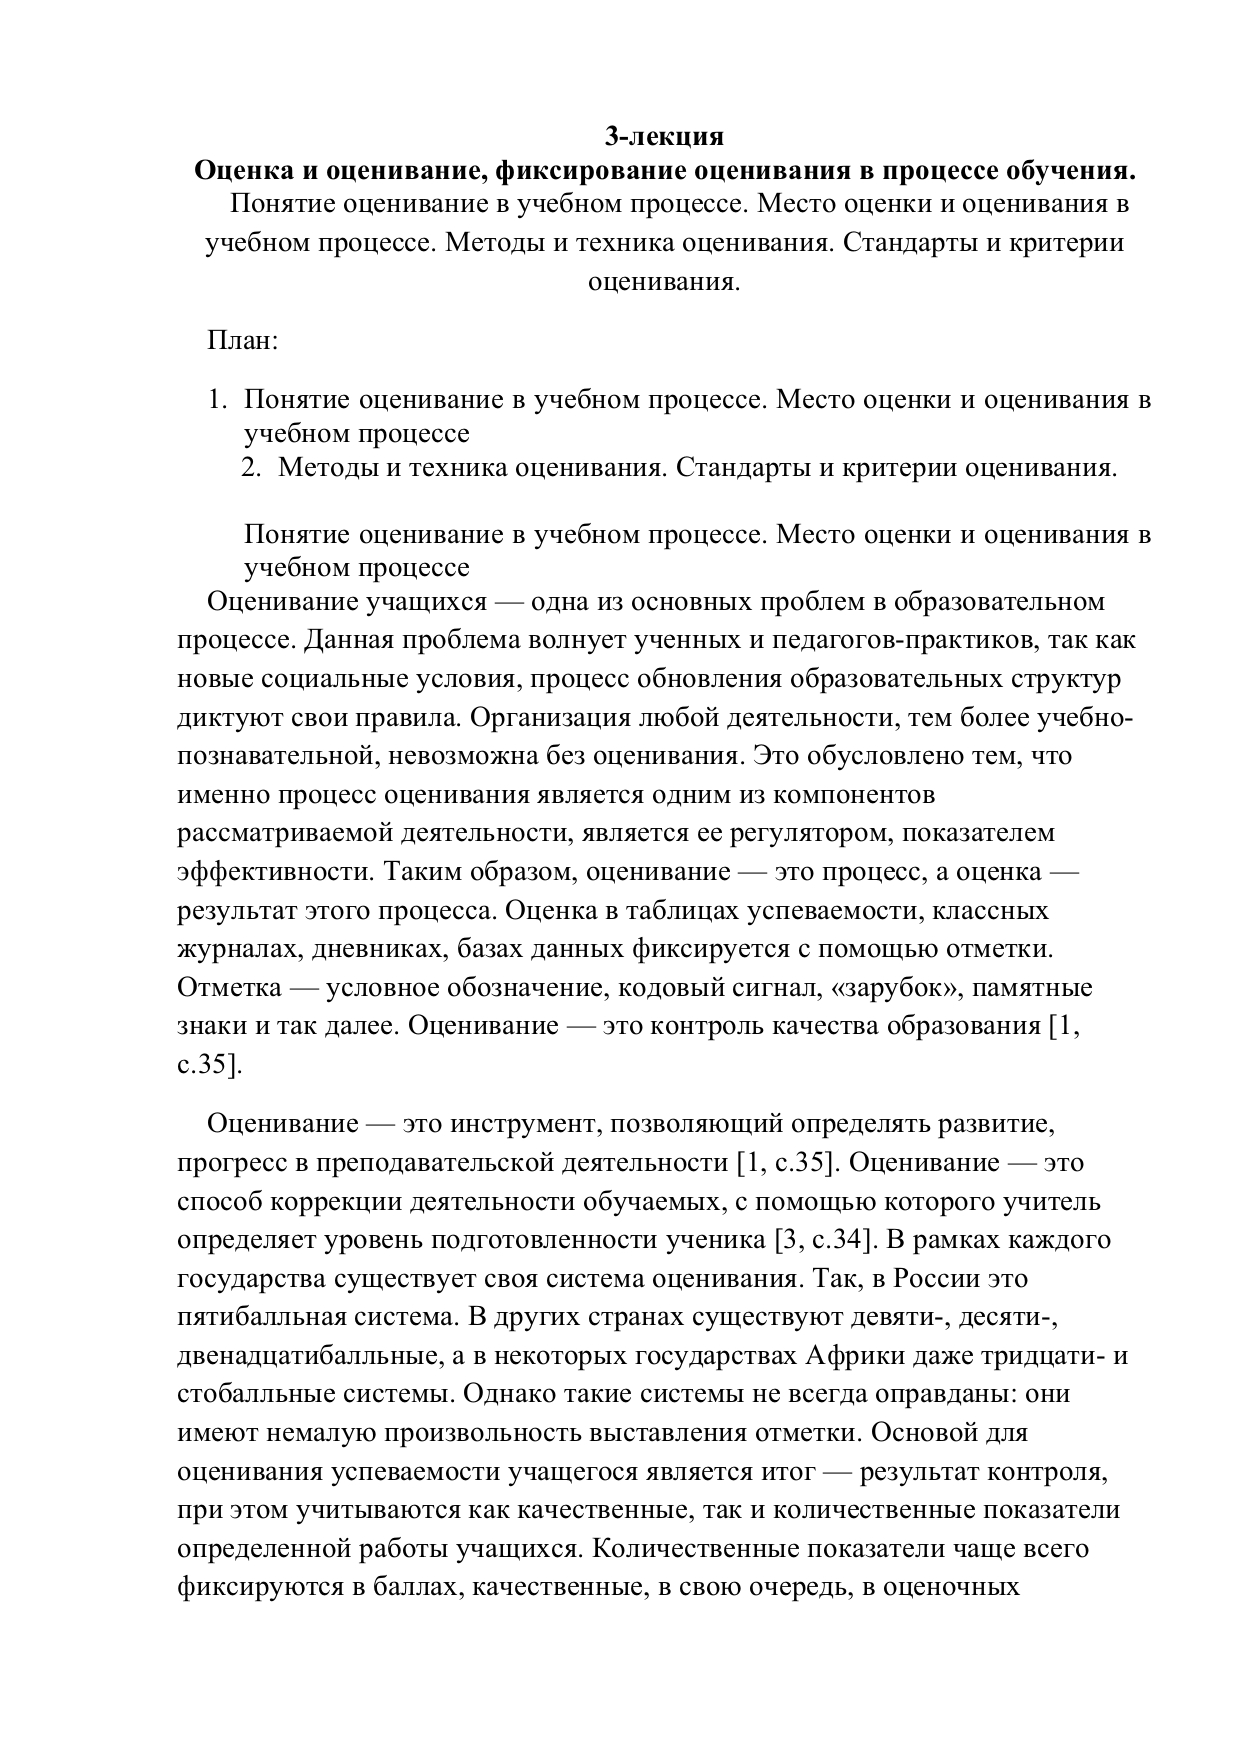 3-лекция
Оценка и оценивание, фиксирование оценивания в процессе обучения.
Понятие оценивание в учебном процессе. Место оценки и оценивания в
учебном процессе. Методы и техника оценивания. Стандарты и критерии
оценивания.
План:
1. Понятие оценивание в учебном процессе. Место оценки и оценивания в
учебном процессе
2. Методы и техника оценивания. Стандарты и критерии оценивания.
Понятие оценивание в учебном процессе. Место оценки и оценивания в
учебном процессе
Оценивание учащихся — одна из основных проблем в образовательном
процессе. Данная проблема волнует ученных и педагогов-практиков, так как
новые социальные условия, процесс обновления образовательных структур
диктуют свои правила. Организация любой деятельности, тем более учебно-
познавательной, невозможна без оценивания. Это обусловлено тем, что
именно процесс оценивания является одним из компонентов
рассматриваемой деятельности, является ее регулятором, показателем
эффективности. Таким образом, оценивание — это процесс, а оценка —
результат этого процесса. Оценка в таблицах успеваемости, классных
журналах, дневниках, базах данных фиксируется с помощью отметки.
Отметка — условное обозначение, кодовый сигнал, «зарубок», памятные
знаки и так далее. Оценивание — это контроль качества образования [1,
с.35].
Оценивание — это инструмент, позволяющий определять развитие,
прогресс в преподавательской деятельности [1, с.35]. Оценивание — это
способ коррекции деятельности обучаемых, с помощью которого учитель
определяет уровень подготовленности ученика [3, с.34]. В рамках каждого
государства существует своя система оценивания. Так, в России это
пятибалльная система. В других странах существуют девяти-, десяти-,
двенадцатибалльные, а в некоторых государствах Африки даже тридцати- и
стобалльные системы. Однако такие системы не всегда оправданы: они
имеют немалую произвольность выставления отметки. Основой для
оценивания успеваемости учащегося является итог — результат контроля,
при этом учитываются как качественные, так и количественные показатели
определенной работы учащихся. Количественные показатели чаще всего
фиксируются в баллах, качественные, в свою очередь, в оценочных